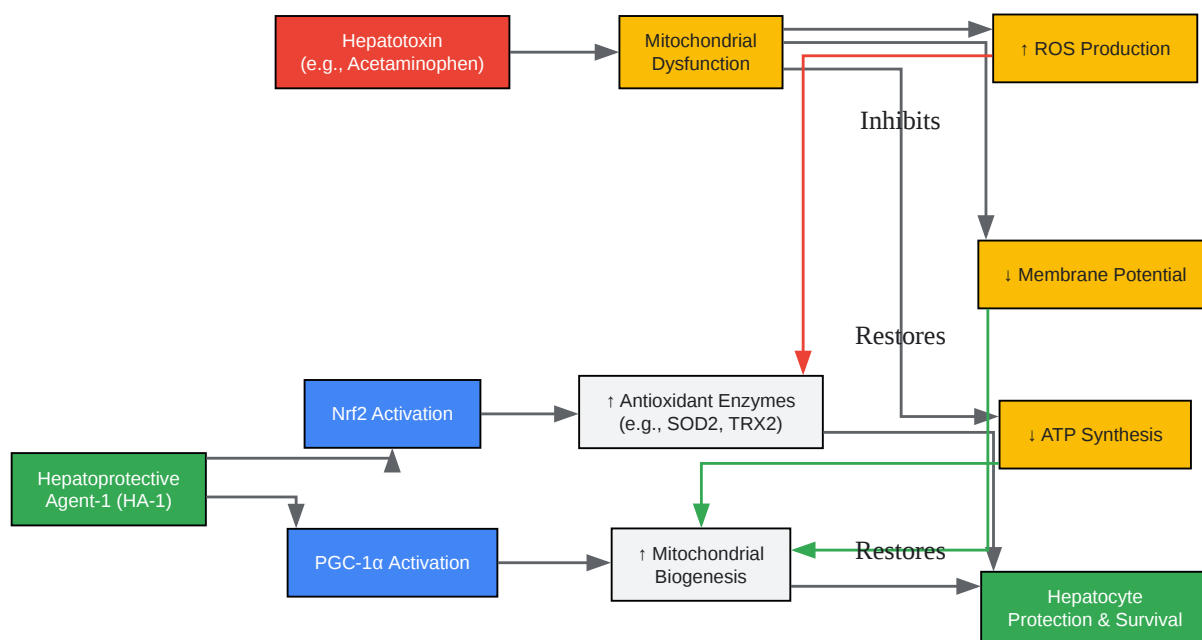 Hepatotoxin
(e.g., Acetaminophen)
Mitochondrial
Dysfunction
↑ ROS Production
Inhibits
↓ Membrane Potential
Restores
Nrf2 Activation
↑ Antioxidant Enzymes
(e.g., SOD2, TRX2)
↓ ATP Synthesis
Hepatoprotective
Agent-1 (HA-1)
PGC-1α Activation
↑ Mitochondrial
Biogenesis
Restores
Hepatocyte
Protection & Survival